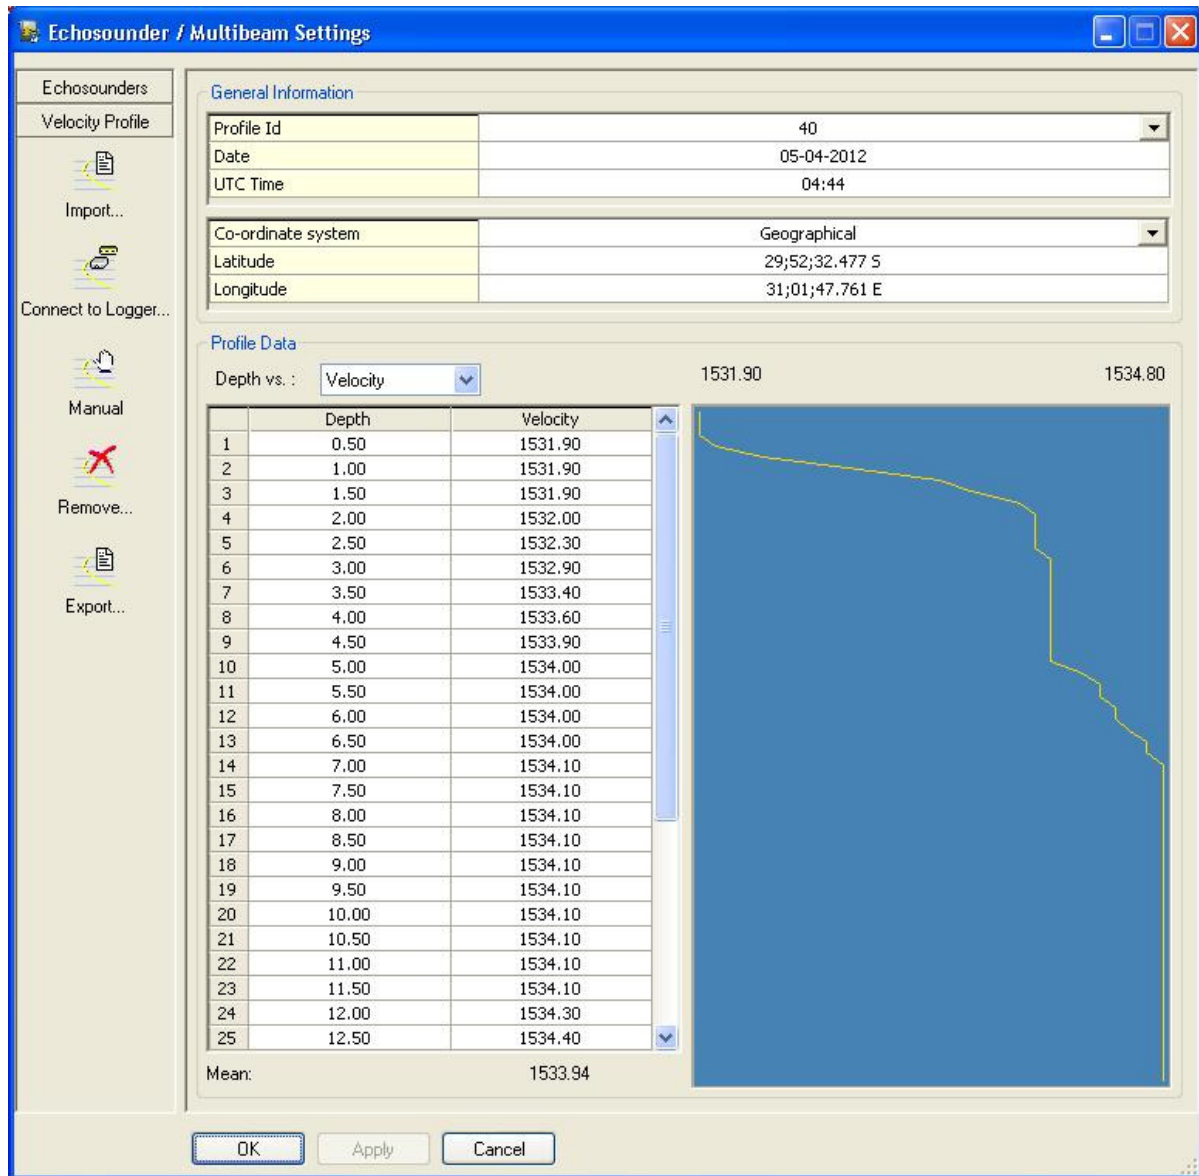 Echosounder / Multibeam Settings
Echosounders
Velocity Profile
Import...
Connect to Logger...
Manual
Remove...
Export...
General Information
Profile Id 40
Date 05-04-2012
UTC Time 04:44
Co-ordinate system Geographical
Latitude 29;52;32.477 S
Longitude 31;01;47.761 E
Profile Data
Depth vs. : Velocity 1531.90 1534.80
Depth Velocity
1 0.50 1531.90
2 1.00 1531.90
3 1.50 1531.90
4 2.00 1532.00
5 2.50 1532.30
6 3.00 1532.90
7 3.50 1533.40
8 4.00 1533.60
9 4.50 1533.90
10 5.00 1534.00
11 5.50 1534.00
12 6.00 1534.00
13 6.50 1534.00
14 7.00 1534.10
15 7.50 1534.10
16 8.00 1534.10
17 8.50 1534.10
18 9.00 1534.10
19 9.50 1534.10
20 10.00 1534.10
21 10.50 1534.10
22 11.00 1534.10
23 11.50 1534.10
24 12.00 1534.30
25 12.50 1534.40
Mean: 1533.94
OK Apply Cancel